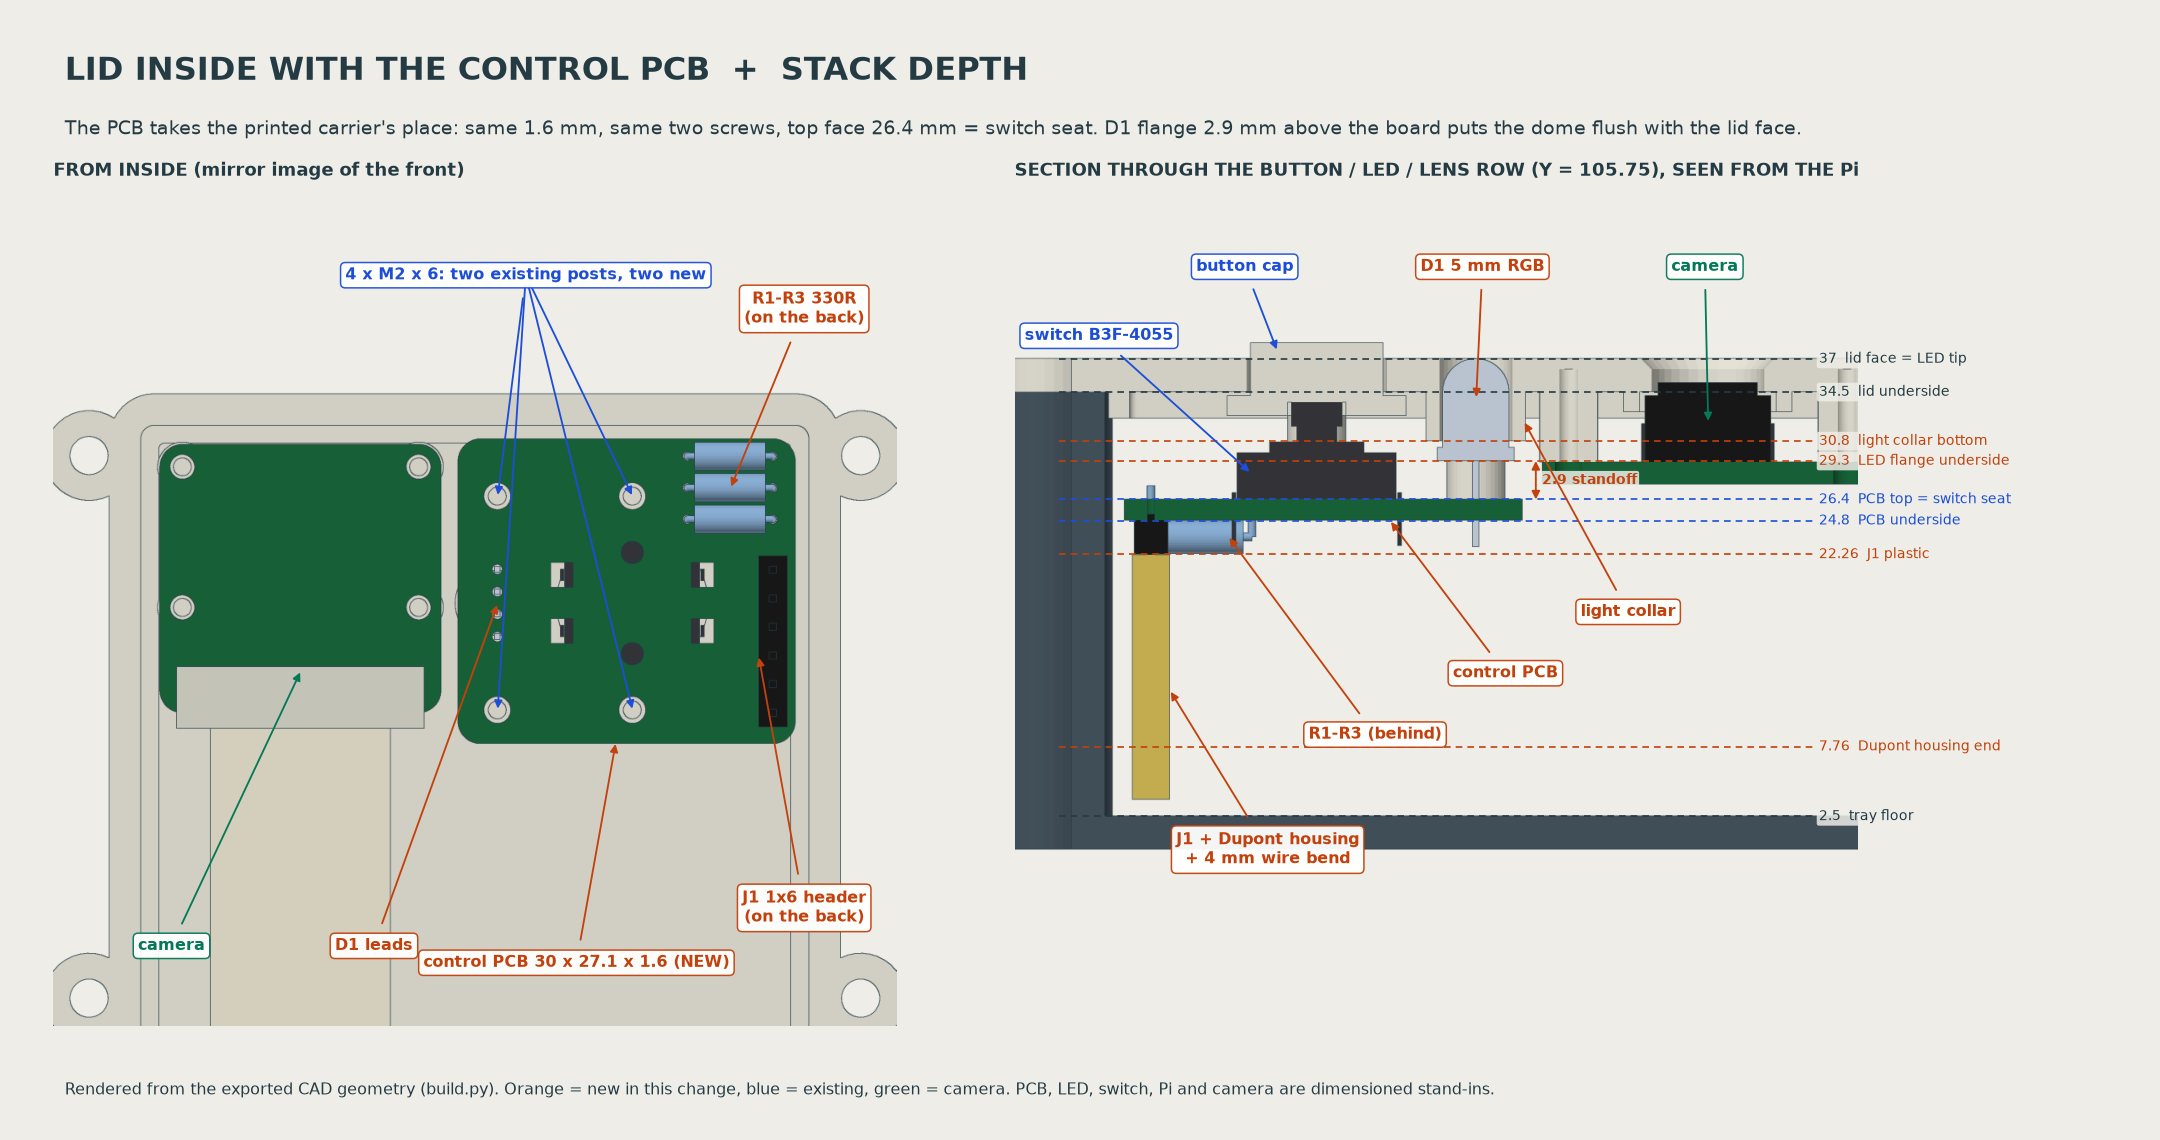 LID INSIDE WITH THE CONTROL PCB + STACK DEPTH
The PCB takes the printed carrier's place: same 1.6 mm, same two screws, top face 26.4 mm = switch seat. D1 flange 2.9 mm above the board puts the dome flush with the lid face.
FROM INSIDE (mirror image of the front)
4 x M2 x 6: two existing posts, two new
R1-R3 330R
(on the back)
camera
D1 leads
control PCB 30 x 27.1 x 1.6 (NEW)
J1 1x6 header
(on the back)
SECTION THROUGH THE BUTTON / LED / LENS ROW (Y = 105.75), SEEN FROM THE Pi
button cap
D1 5 mm RGB
camera
switch B3F-4055
37 lid face = LED tip
34.5 lid underside
30.8 light collar bottom
29.3 LED flange underside
2.9 standoff
26.4 PCB top = switch seat
24.8 PCB underside
22.26 J1 plastic
light collar
control PCB
R1-R3 (behind)
7.76 Dupont housing end
2.5 tray floor
J1 + Dupont housing
+ 4 mm wire bend
Rendered from the exported CAD geometry (build.py). Orange = new in this change, blue = existing, green = camera. PCB, LED, switch, Pi and camera are dimensioned stand-ins.